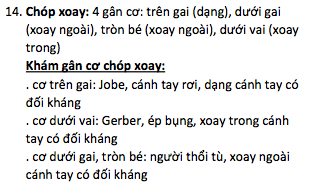 14. Chóp xoay: 4 gân cơ: trên gai (dạng), dưới gai
(xoay ngoài), tròn bé (xoay ngoài), dưới vai (xoay
trong)
Khám gân cơ chóp xoay:
. cơ trên gai: Jobe, cánh tay rơi, dạng cánh tay có
đối kháng
. cơ dưới vai: Gerber, ép bụng, xoay trong cánh
tay có đối kháng
. cơ dưới gai, tròn bé: người thổi tù, xoay ngoài
cánh tay có đối kháng